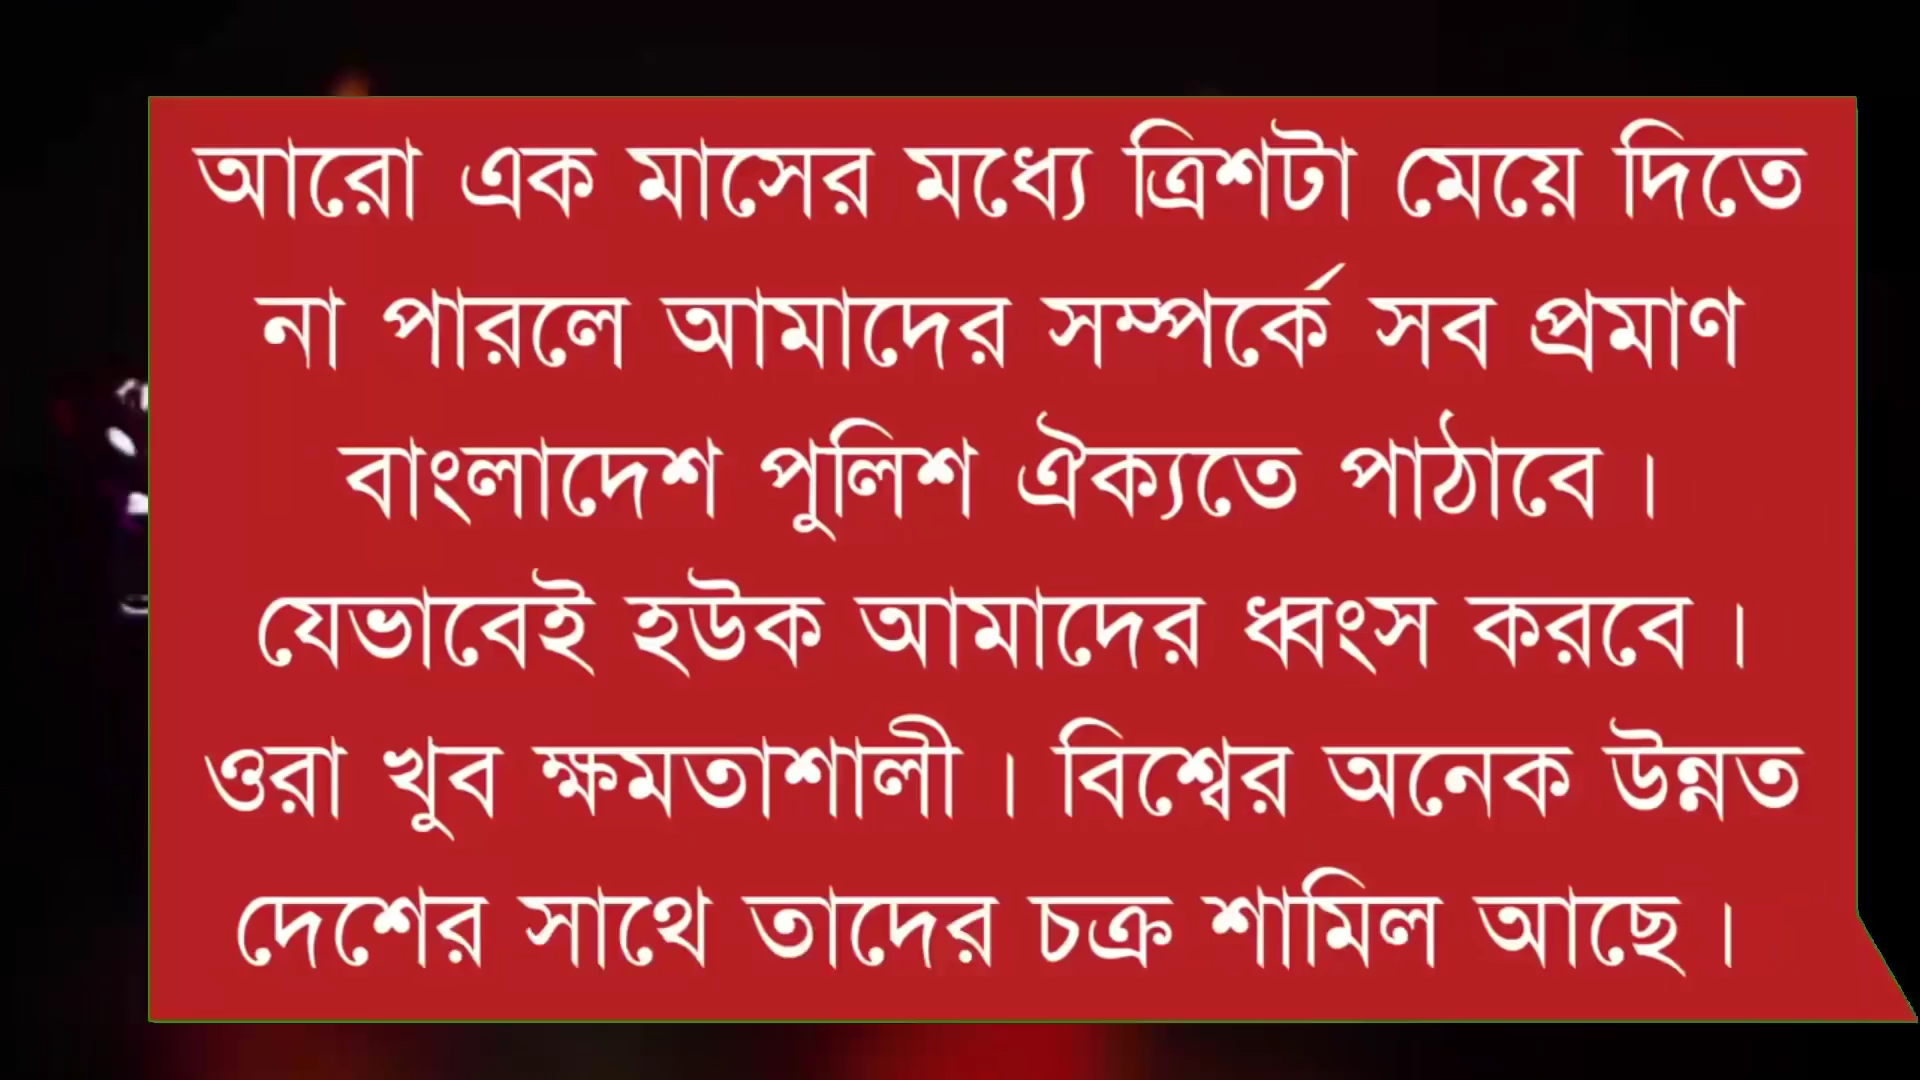 আরো এক মাসের মধ্যে ত্রিশটা মেয়ে দিতে
না পারলে আমাদের সম্পর্কে সব প্রমাণ
বাংলাদেশ পুলিশ ঐক্যতে পাঠাবে ।
যেভাবেই হউক আমাদের ধ্বংস করবে ।
ওরা খুব ক্ষমতাশালী । বিশ্বের অনেক উন্নত
দেশের সাথে তাদের চক্র শামিল আছে ।